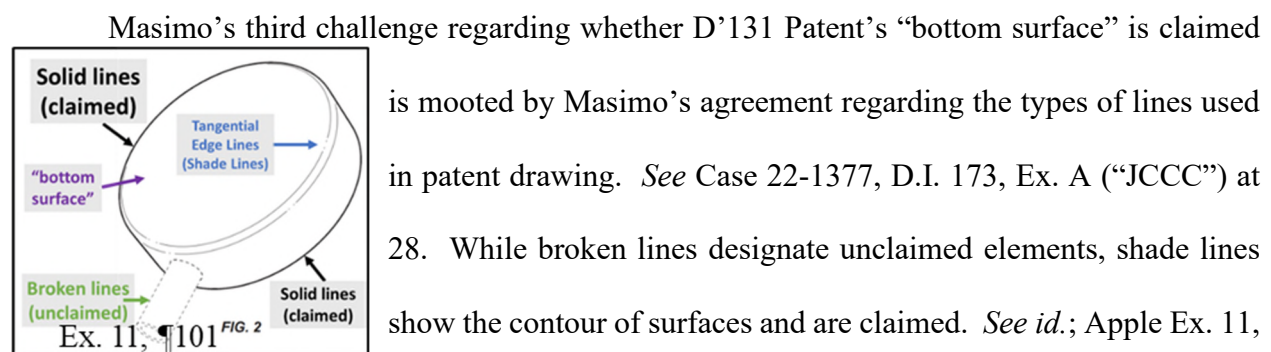 Masimo’s third challenge regarding whether D’131 Patent’s “bottom surface” is claimed
Solid lines
(claimed)
Tangential
Edge Lines
(Shade Lines)
“bottom
surface”
Broken lines
(unclaimed)
Solid lines
(claimed)
Ex. 11, ¶101
FIG. 2
is mooted by Masimo’s agreement regarding the types of lines used
in patent drawing. See Case 22-1377, D.I. 173, Ex. A (“JCCC”) at
28. While broken lines designate unclaimed elements, shade lines
show the contour of surfaces and are claimed. See id.; Apple Ex. 11,